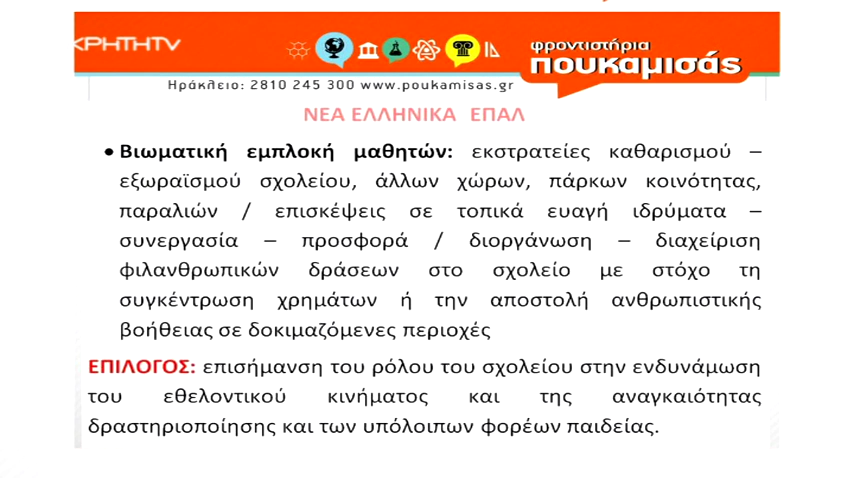 ΚΡΗΤΗTV
φροντιστήρια
πουκαμισάς
Ηράκλειο: 2810 245 300 www.poukamisas.gr
ΝΕΑ ΕΛΛΗΝΙΚΑ ΕΠΑΛ
• Βιωματική εμπλοκή μαθητών: εκστρατείες καθαρισμού –
εξωραϊσμού σχολείου, άλλων χώρων, πάρκων κοινότητας,
παραλιών / επισκέψεις σε τοπικά ευαγή ιδρύματα –
συνεργασία – προσφορά / διοργάνωση – διαχείριση
φιλανθρωπικών δράσεων στο σχολείο με στόχο τη
συγκέντρωση χρημάτων ή την αποστολή ανθρωπιστικής
βοήθειας σε δοκιμαζόμενες περιοχές
ΕΠΙΛΟΓΟΣ: επισήμανση του ρόλου του σχολείου στην ενδυνάμωση
του εθελοντικού κινήματος και της αναγκαιότητας
δραστηριοποίησης και των υπόλοιπων φορέων παιδείας.